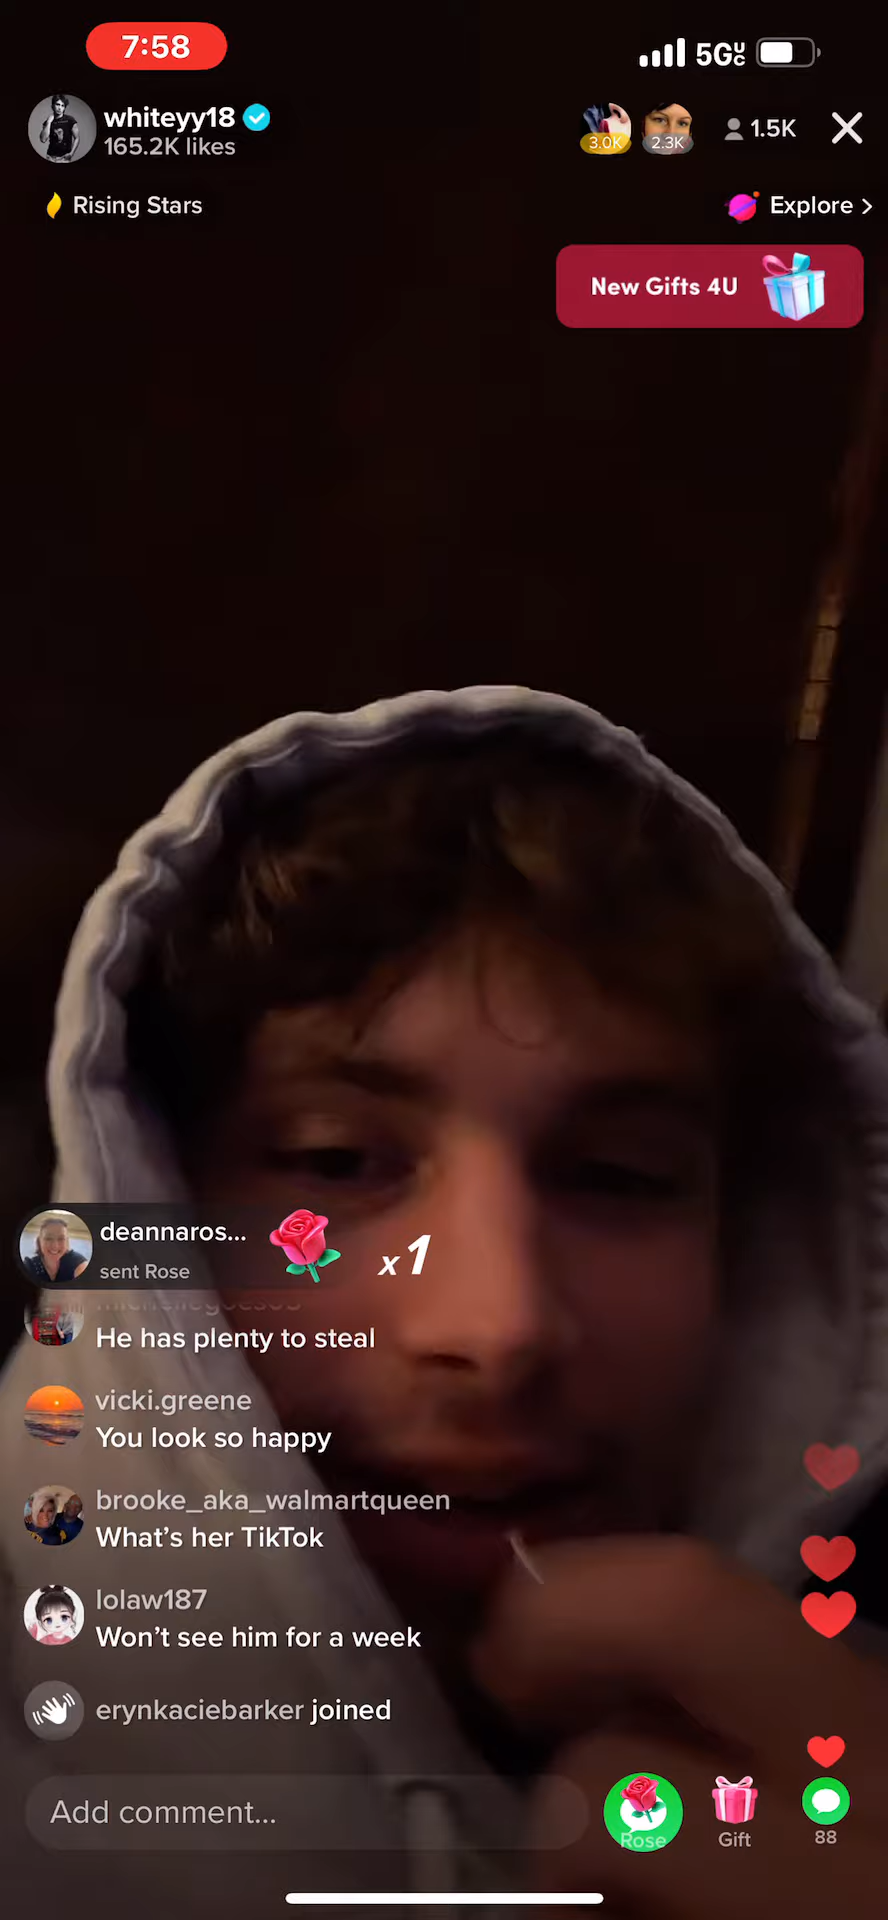 7:58
5G UC
whiteyy18
165.2K likes
3.0K
2.3K
1.5K
Rising Stars
Explore >
New Gifts 4U
deannaros...
sent Rose
x1
He has plenty to steal
vicki.greene
You look so happy
brooke_aka_walmartqueen
What's her TikTok
lolaw187
Won't see him for a week
erynkaciebarker joined
Add comment...
Rose
Gift
88